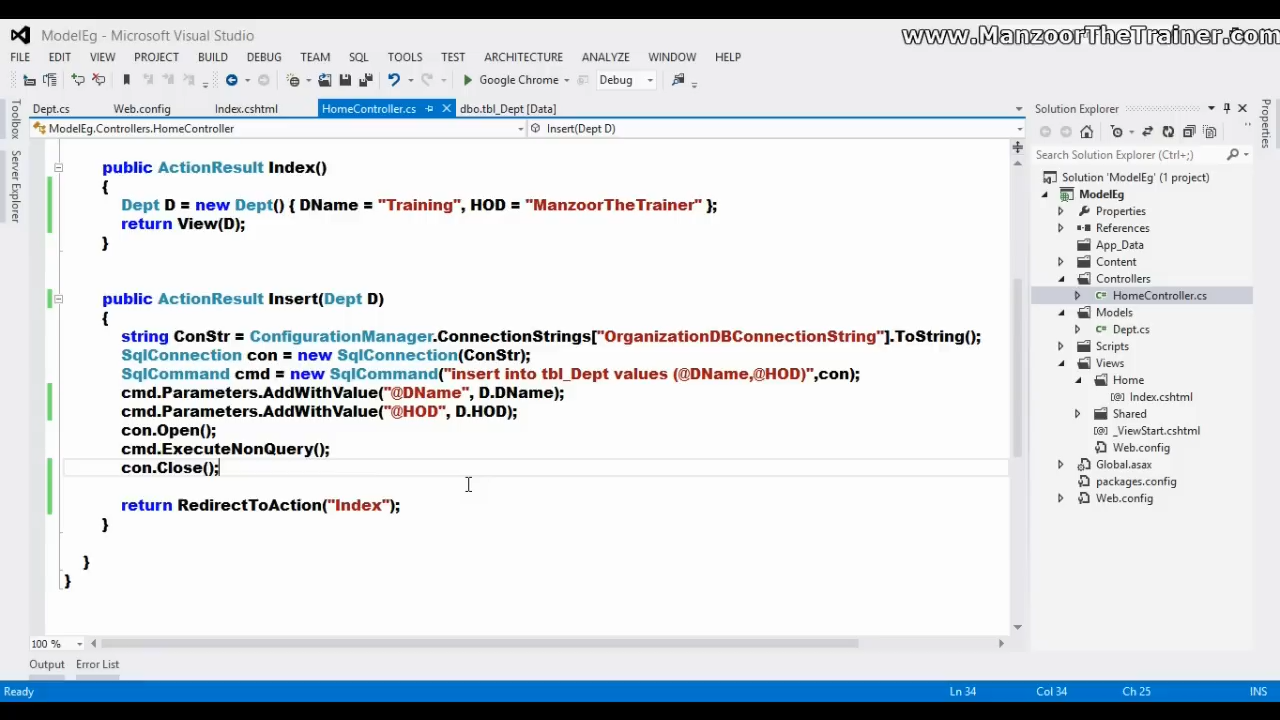 ModelEg - Microsoft Visual Studio
www.ManzoorTheTrainer.com
FILE EDIT VIEW PROJECT BUILD DEBUG TEAM SQL TOOLS TEST ARCHITECTURE ANALYZE WINDOW HELP
Google Chrome Debug
Dept.cs Web.config Index.cshtml HomeController.cs dbo.tbl_Dept [Data]
ModelEg.Controllers.HomeController Insert(Dept D)
Toolbox
Server Explorer
public ActionResult Index()
{
Dept D = new Dept() { DName = "Training", HOD = "ManzoorTheTrainer" };
return View(D);
}
public ActionResult Insert(Dept D)
{
string ConStr = ConfigurationManager.ConnectionStrings["OrganizationDBConnectionString"].ToString();
SqlConnection con = new SqlConnection(ConStr);
SqlCommand cmd = new SqlCommand("insert into tbl_Dept values (@DName,@HOD)",con);
cmd.Parameters.AddWithValue("@DName", D.DName);
cmd.Parameters.AddWithValue("@HOD", D.HOD);
con.Open();
cmd.ExecuteNonQuery();
con.Close();
return RedirectToAction("Index");
}
}
}
100 %
Output Error List
Ready Ln 34 Col 34 Ch 25 INS
Solution Explorer
Search Solution Explorer (Ctrl+;)
Solution 'ModelEg' (1 project)
ModelEg
Properties
References
App_Data
Content
Controllers
HomeController.cs
Models
Dept.cs
Scripts
Views
Home
Index.cshtml
Shared
_ViewStart.cshtml
Web.config
Global.asax
packages.config
Web.config
Properties